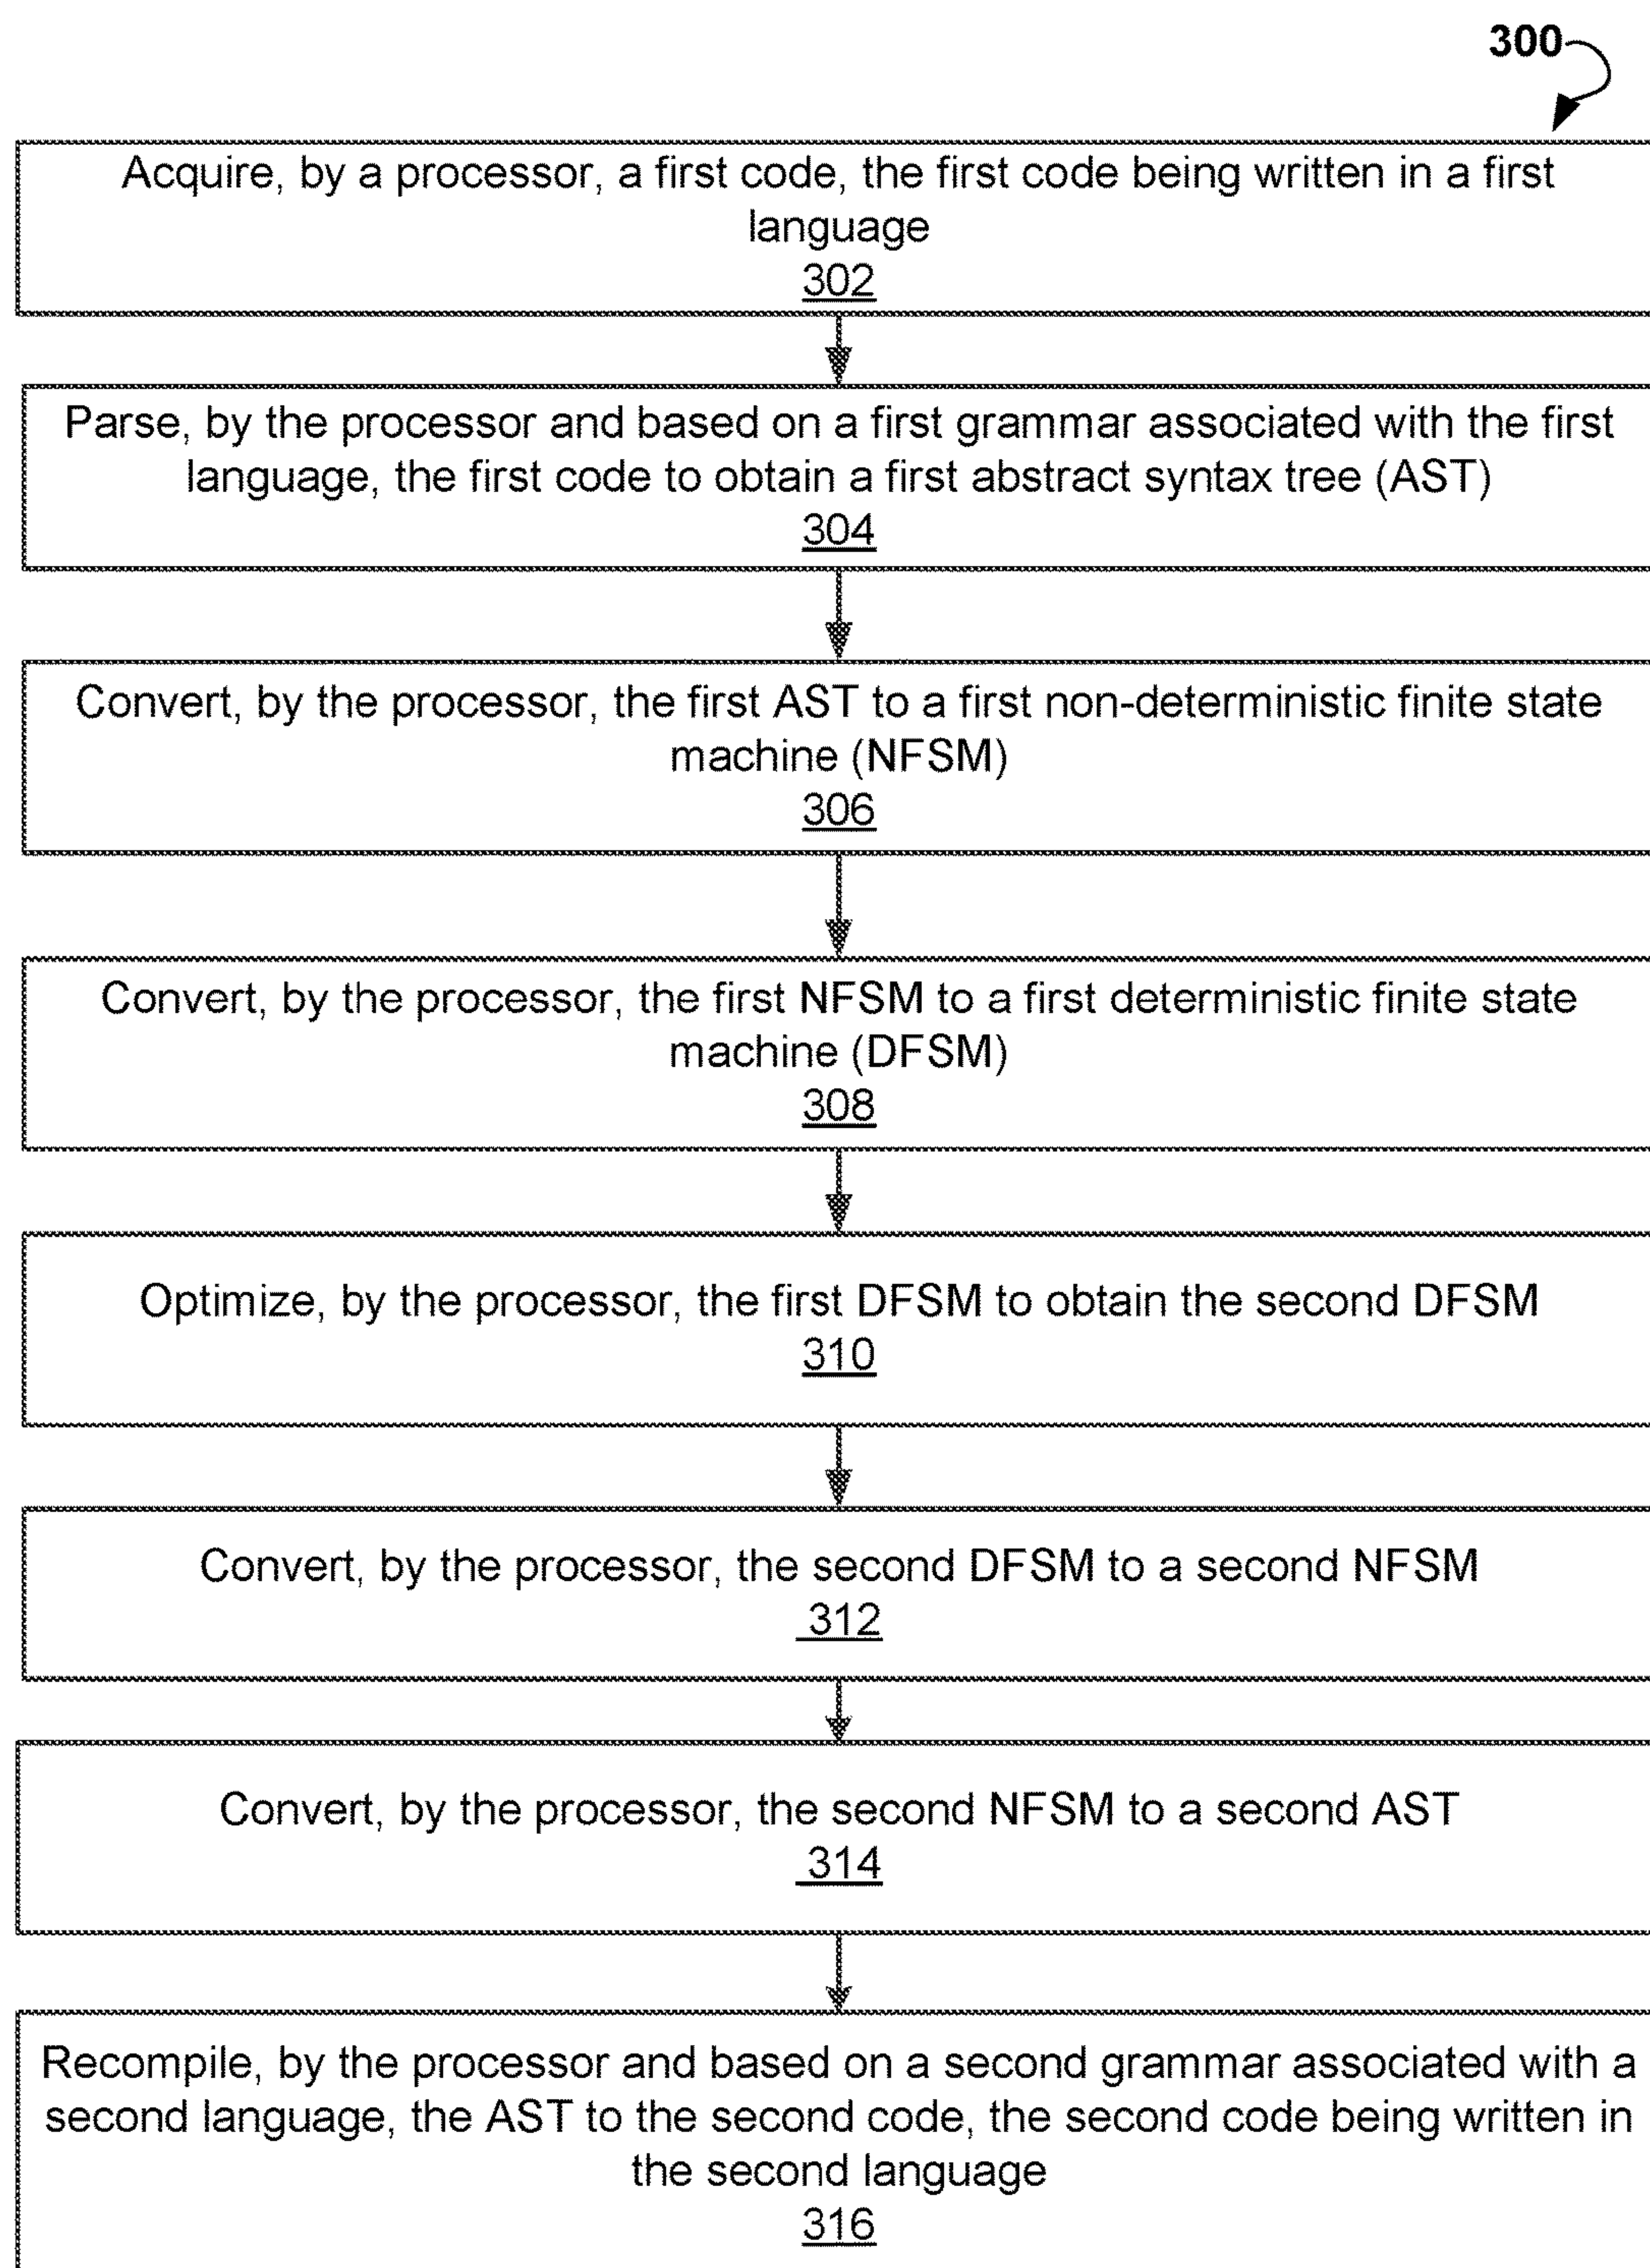 300
Acquire, by a processor, a first code, the first code being written in a first
language
302
Parse, by the processor and based on a first grammar associated with the first
language, the first code to obtain a first abstract syntax tree (AST)
304
Convert, by the processor, the first AST to a first non-deterministic finite state
machine (NFSM)
306
Convert, by the processor, the first NFSM to a first deterministic finite state
machine (DFSM)
308
Optimize, by the processor, the first DFSM to obtain the second DFSM
310
Convert, by the processor, the second DFSM to a second NFSM
312
Convert, by the processor, the second NFSM to a second AST
314
Recompile, by the processor and based on a second grammar associated with a
second language, the AST to the second code, the second code being written in
the second language
316